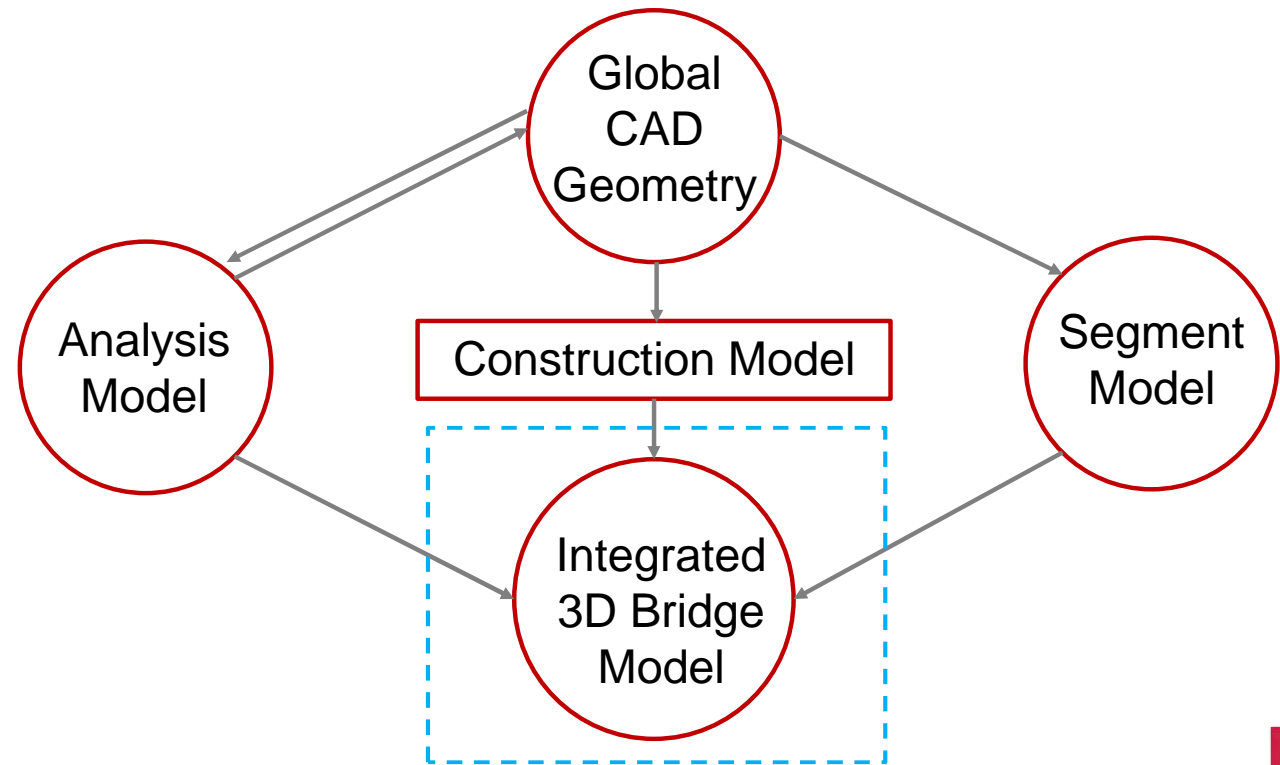 Global
CAD
Geometry
Analysis
Model
Construction Model
Segment
Model
Integrated
3D Bridge
Model